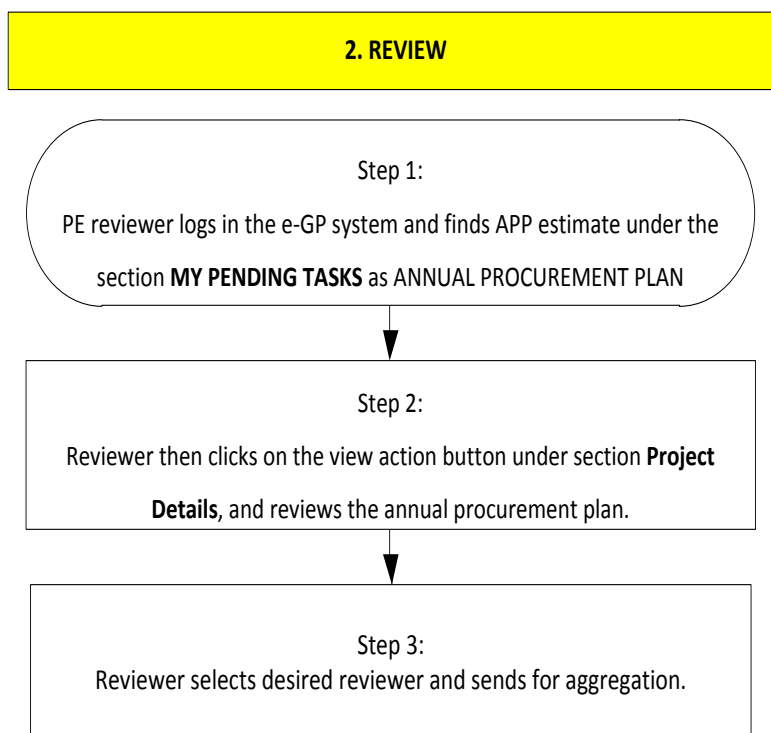 2. REVIEW
Step 1:
PE reviewer logs in the e-GP system and finds APP estimate under the
section MY PENDING TASKS as ANNUAL PROCUREMENT PLAN
Step 2:
Reviewer then clicks on the view action button under section Project
Details, and reviews the annual procurement plan.
Step 3:
Reviewer selects desired reviewer and sends for aggregation.